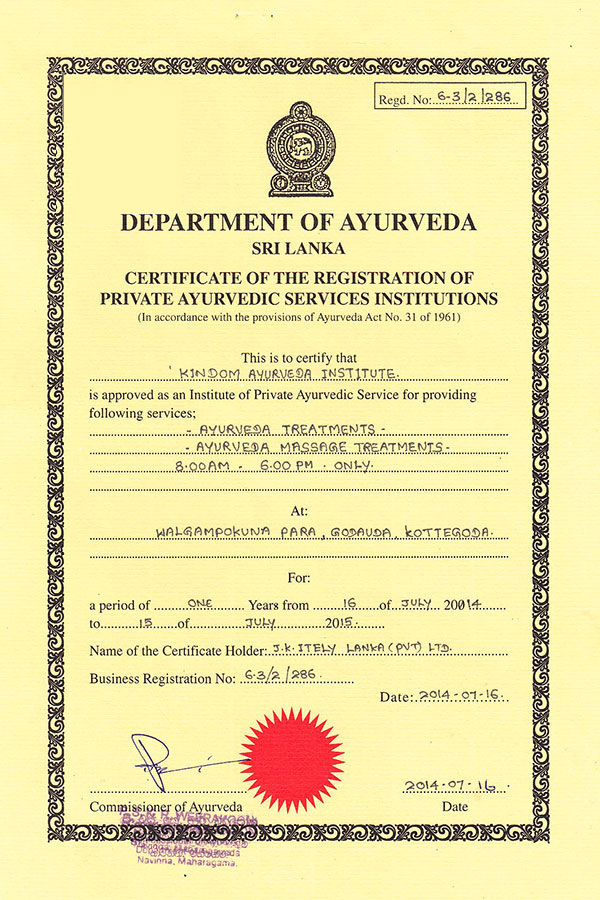 Regd. No: 6-3/2/286
DEPARTMENT OF AYURVEDA
SRI LANKA
CERTIFICATE OF THE REGISTRATION OF
PRIVATE AYURVEDIC SERVICES INSTITUTIONS
(In accordance with the provisions of Ayurveda Act No. 31 of 1961)
This is to certify that
KINDOM AYURVEDA INSTITUTE.
is approved as an Institute of Private Ayurvedic Service for providing
following services;
- AYURVEDA TREATMENTS -
- AYURVEDA MASSAGE TREATMENTS -
8.00AM - 6.00 PM . ONLY.
At:
WALGAMPOKUNA PARA, GODAUDA, KOTTEGODA.
For:
a period of ONE Years from 16 of JULY 20014
to 15 of JULY 2015
Name of the Certificate Holder: J.K. ITELY LANKA (PVT) LTD.
Business Registration No: 6-3/2/286
Date: 2014-07-16.
2014-07-16
Commissioner of Ayurveda Date
Navinna, Maharagama.